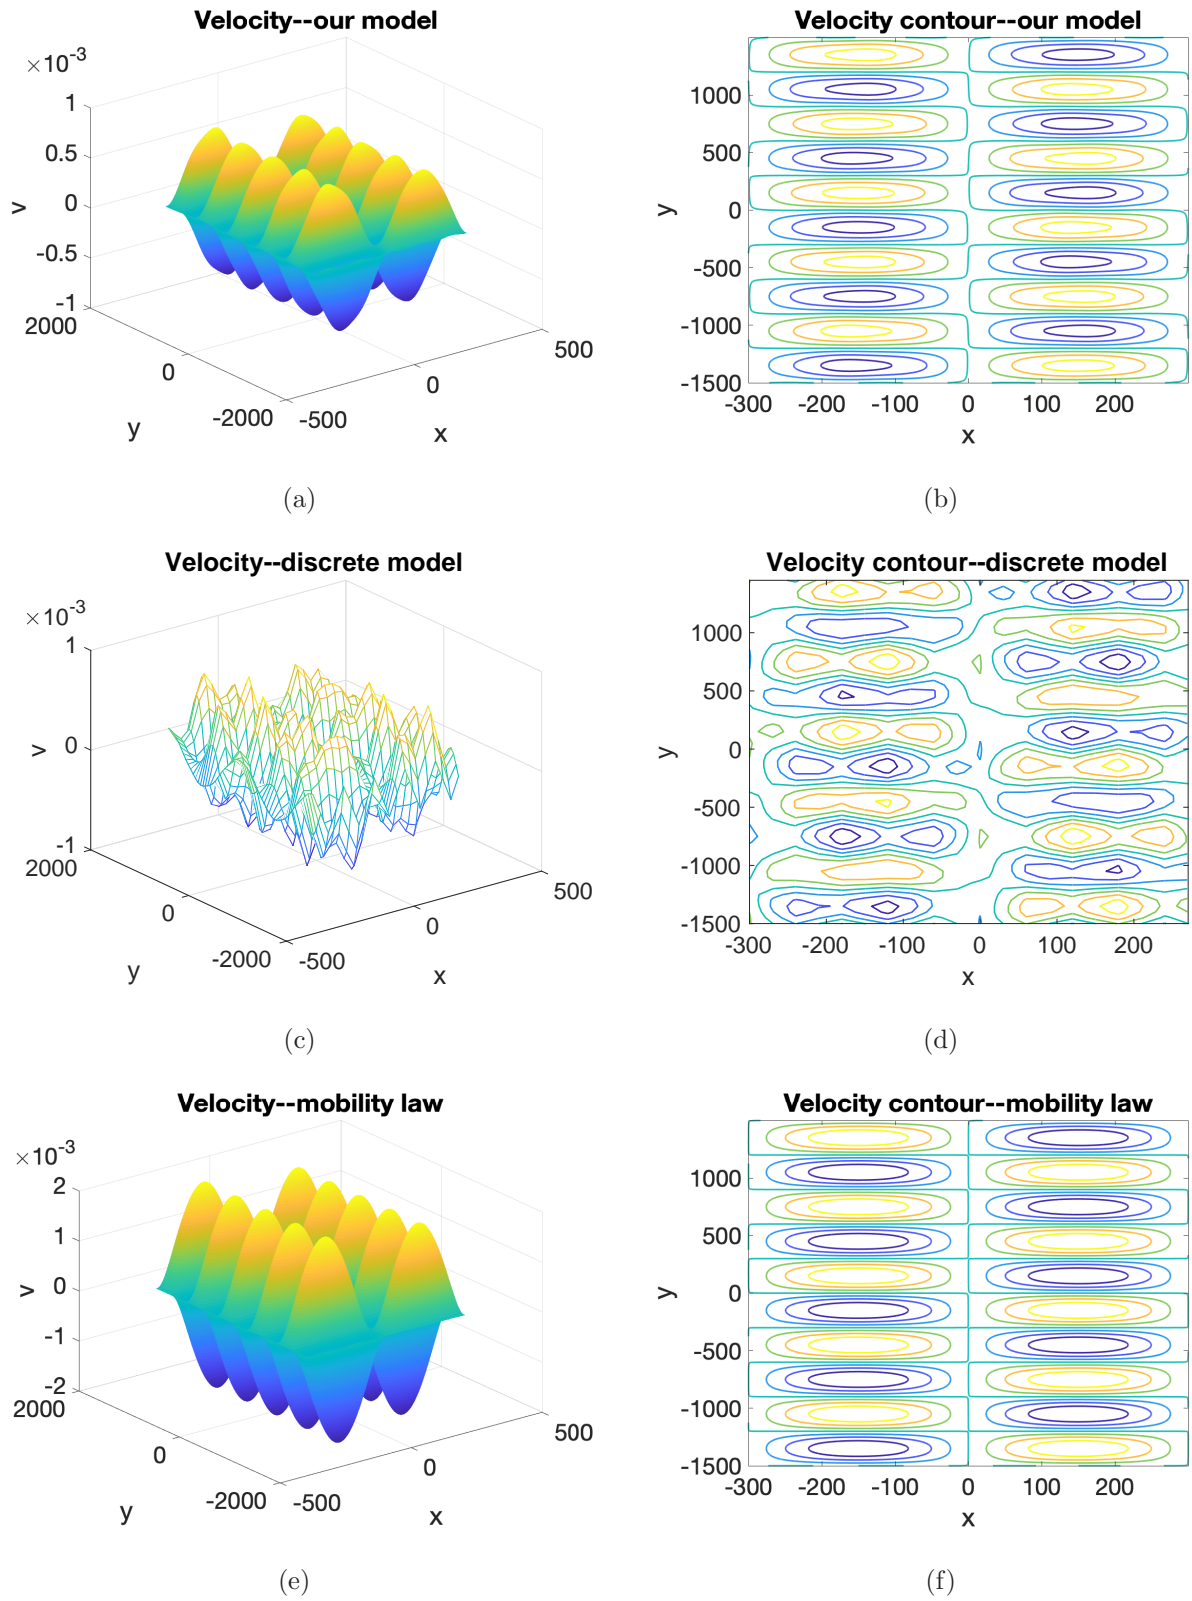 Velocity--our model
×10⁻³
1
0.5
0
-0.5
-1
v
2000
0
-2000
y
-500
0
500
x
(a)
Velocity contour--our model
1000
500
0
-500
-1000
-1500
y
-300 -200 -100 0 100 200
x
(b)
Velocity--discrete model
×10⁻³
1
0
-1
v
2000
0
-2000
y
-500
0
500
x
(c)
Velocity contour--discrete model
1000
500
0
-500
-1000
-1500
y
-300 -200 -100 0 100 200
x
(d)
Velocity--mobility law
×10⁻³
2
1
0
-1
-2
v
2000
0
-2000
y
-500
0
500
x
(e)
Velocity contour--mobility law
1000
500
0
-500
-1000
-1500
y
-300 -200 -100 0 100 200
x
(f)